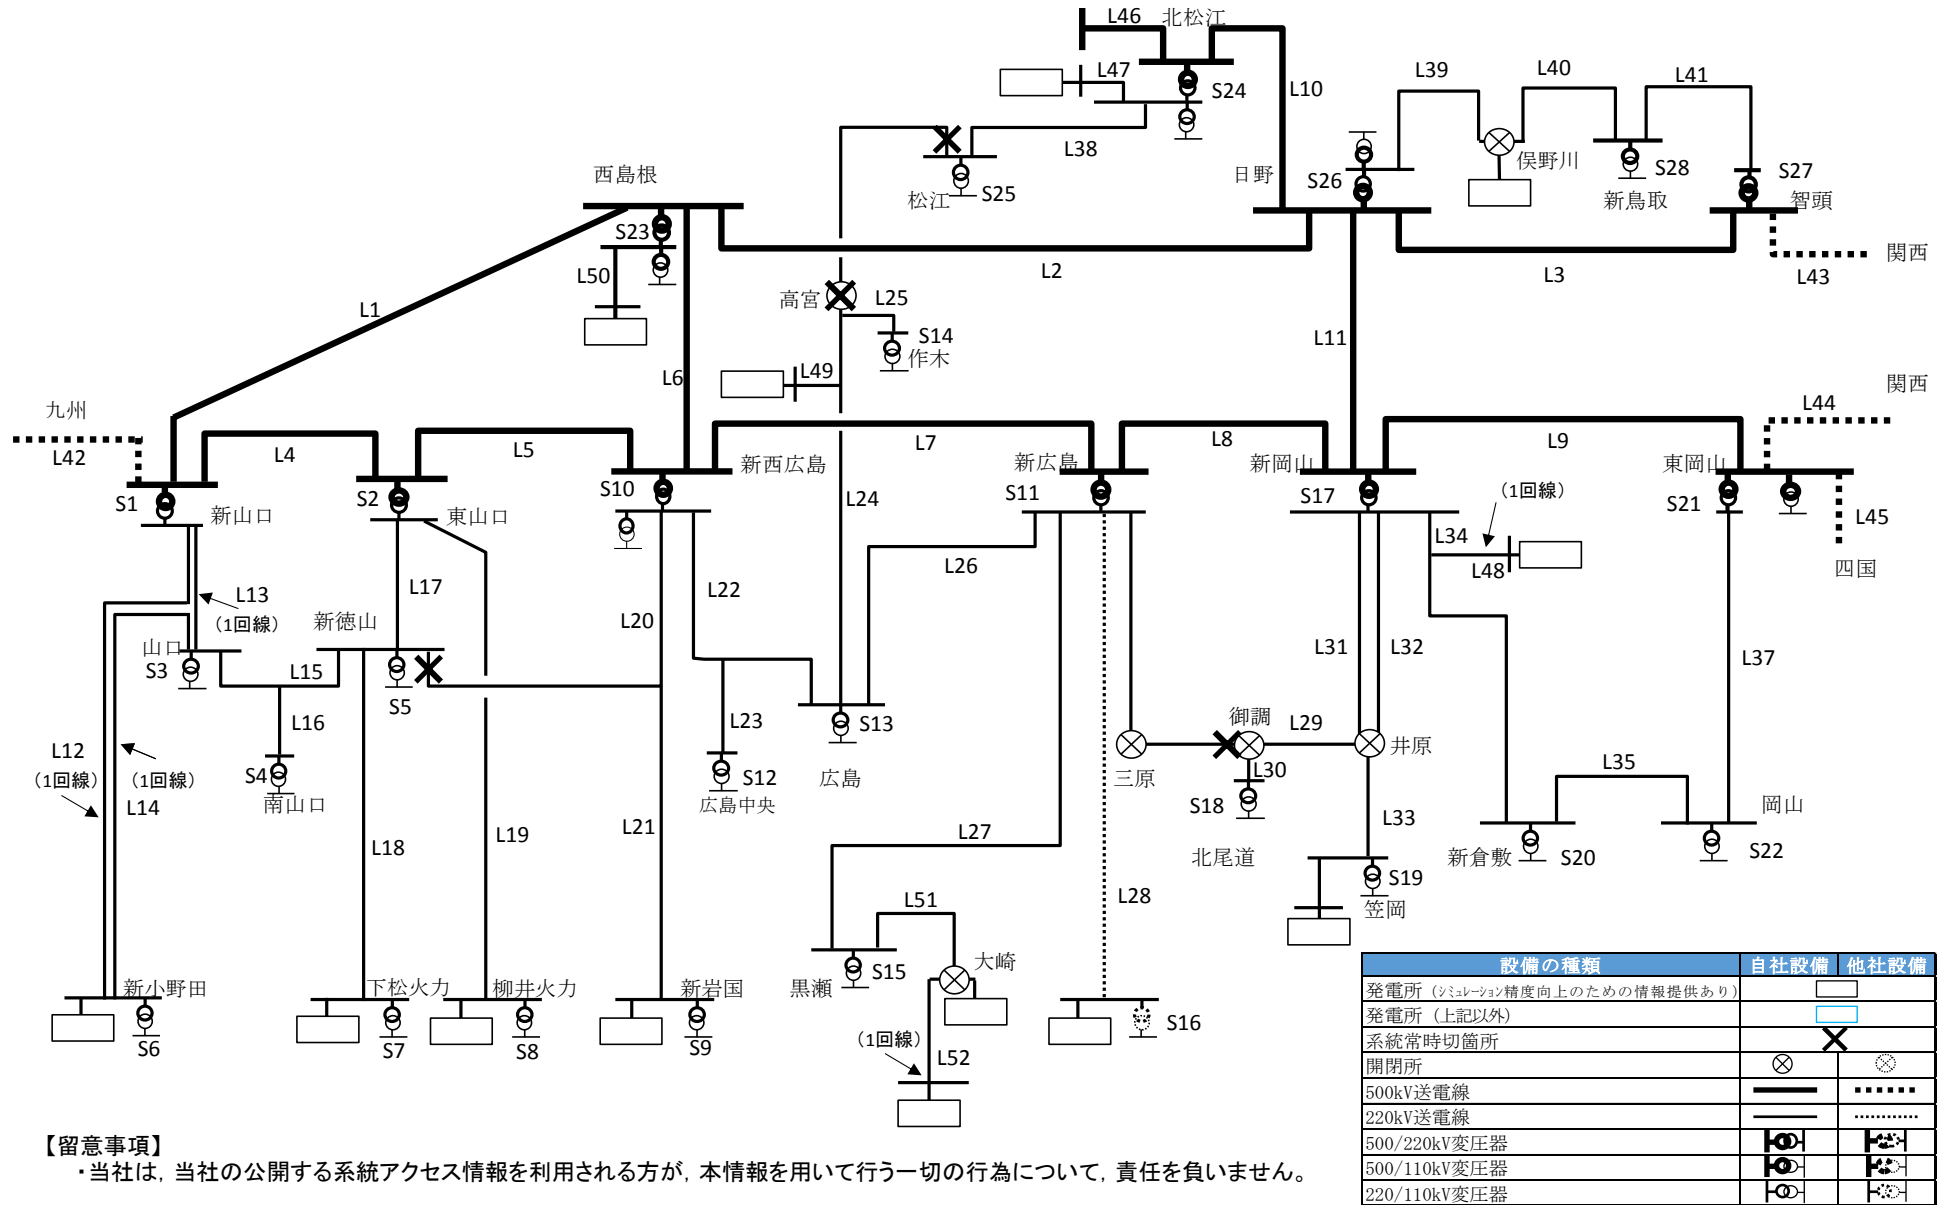 L46 北松江
L47
S24
L10
L39 L40 L41
L38
西島根
松江 S25
日野 S26
俣野川
S28
新鳥取
S27
智頭
S23
L50
L2
L3
L43
関西
L1
高宮
L25
S14
作木
L11
L6
L49
九州
L42
L4
L5
L7
L8
L9
関西
L44
S1
新山口
S2
東山口
S10
新西広島
新広島
S11
新岡山
S17
(1回線)
東岡山
S21
L45
四国
L24
L34
L48
L26
L13
(1回線)
L17
新徳山
L20
L22
L31
L32
L37
山口
S3
L15
S5
L16
L23
S13
御調
L29
井原
L12
(1回線)
(1回線)
L14
S4
南山口
S12
広島中央
広島
三原
L30
S18
L35
岡山
L18
L19
L21
L27
L33
北尾道
新倉敷
S20
S22
S19
笠岡
L28
L51
大崎
黒瀬
S15
新小野田
S6
下松火力
S7
柳井火力
S8
新岩国
S9
(1回線)
L52
S16
設備の種類 自社設備 他社設備
発電所(シミュレーション精度向上のための情報提供あり)
発電所(上記以外)
系統常時切箇所
開閉所
500kV送電線
220kV送電線
500/220kV変圧器
500/110kV変圧器
220/110kV変圧器
【留意事項】
・当社は,当社の公開する系統アクセス情報を利用される方が,本情報を用いて行う一切の行為について,責任を負いません。